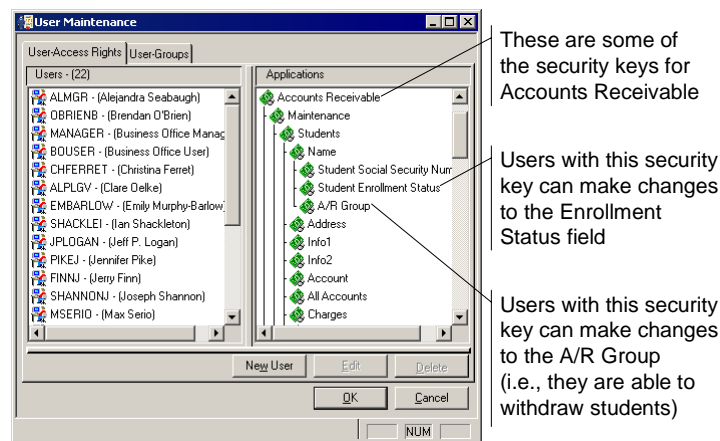 User Maintenance
User-Access Rights User-Groups
Users - (22)
ALMGR - (Alejandra Seabaugh)
OBRIENB - (Brendan O'Brien)
MANAGER - (Business Office Manag
BOUSER - (Business Office User)
CHFERRET - (Christina Ferret)
ALPLGV - (Clare Oelke)
EMBARLOW - (Emily Murphy-Barlow)
SHACKLEI - (Ian Shackleton)
JPLOGAN - (Jeff P. Logan)
PIKEJ - (Jennifer Pike)
FINNJ - (Jerry Finn)
SHANNONJ - (Joseph Shannon)
MSERIO - (Max Serio)
Applications
Accounts Receivable
Maintenance
Students
Name
Student Social Security Num
Student Enrollment Status
A/R Group
Address
Info1
Info2
Account
All Accounts
Charges
New User Edit Delete
OK Cancel
NUM
These are some of
the security keys for
Accounts Receivable
Users with this security
key can make changes
to the Enrollment
Status field
Users with this security
key can make changes
to the A/R Group
(i.e., they are able to
withdraw students)